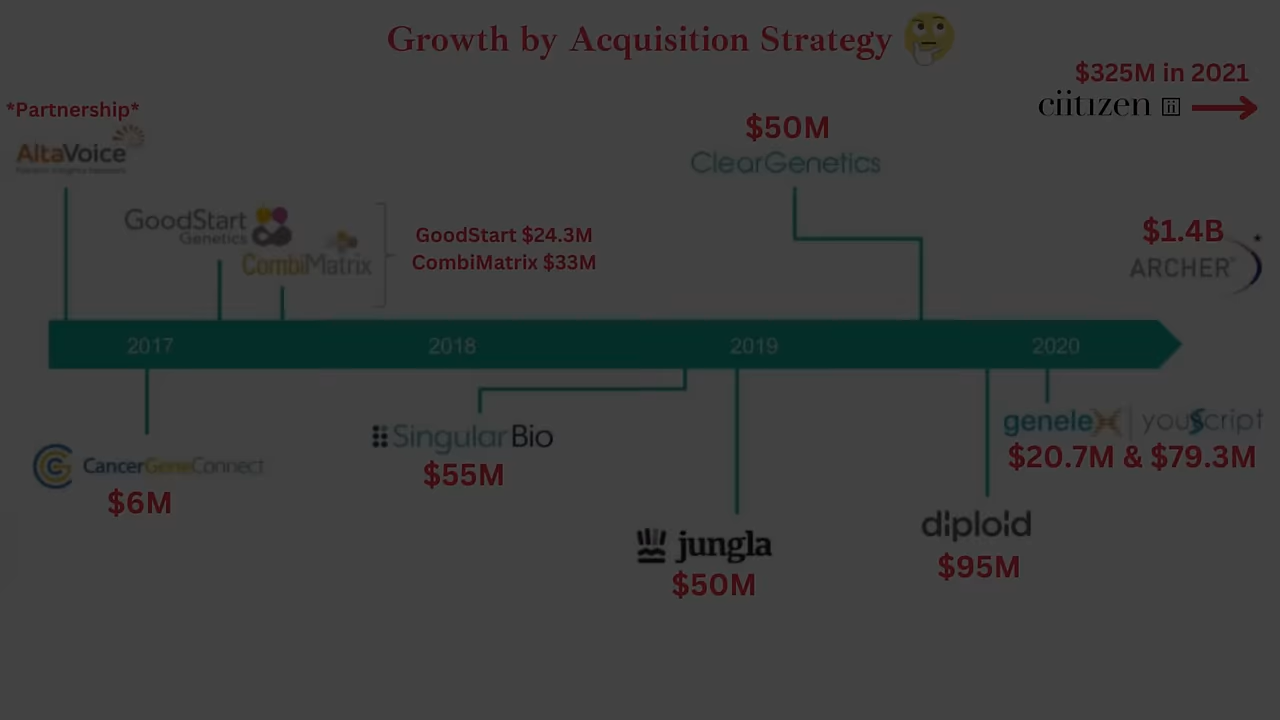 Growth by Acquisition Strategy
$325M in 2021
ciitizen
*Partnership*
AltaVoice
$50M
ClearGenetics
GoodStart
Genetics
CombiMatrix
GoodStart $24.3M
CombiMatrix $33M
$1.4B
ARCHER
2017
2018
2019
2020
CancerGeneConnect
$6M
SingularBio
$55M
jungla
$50M
diploid
$95M
genelex | youscript
$20.7M & $79.3M